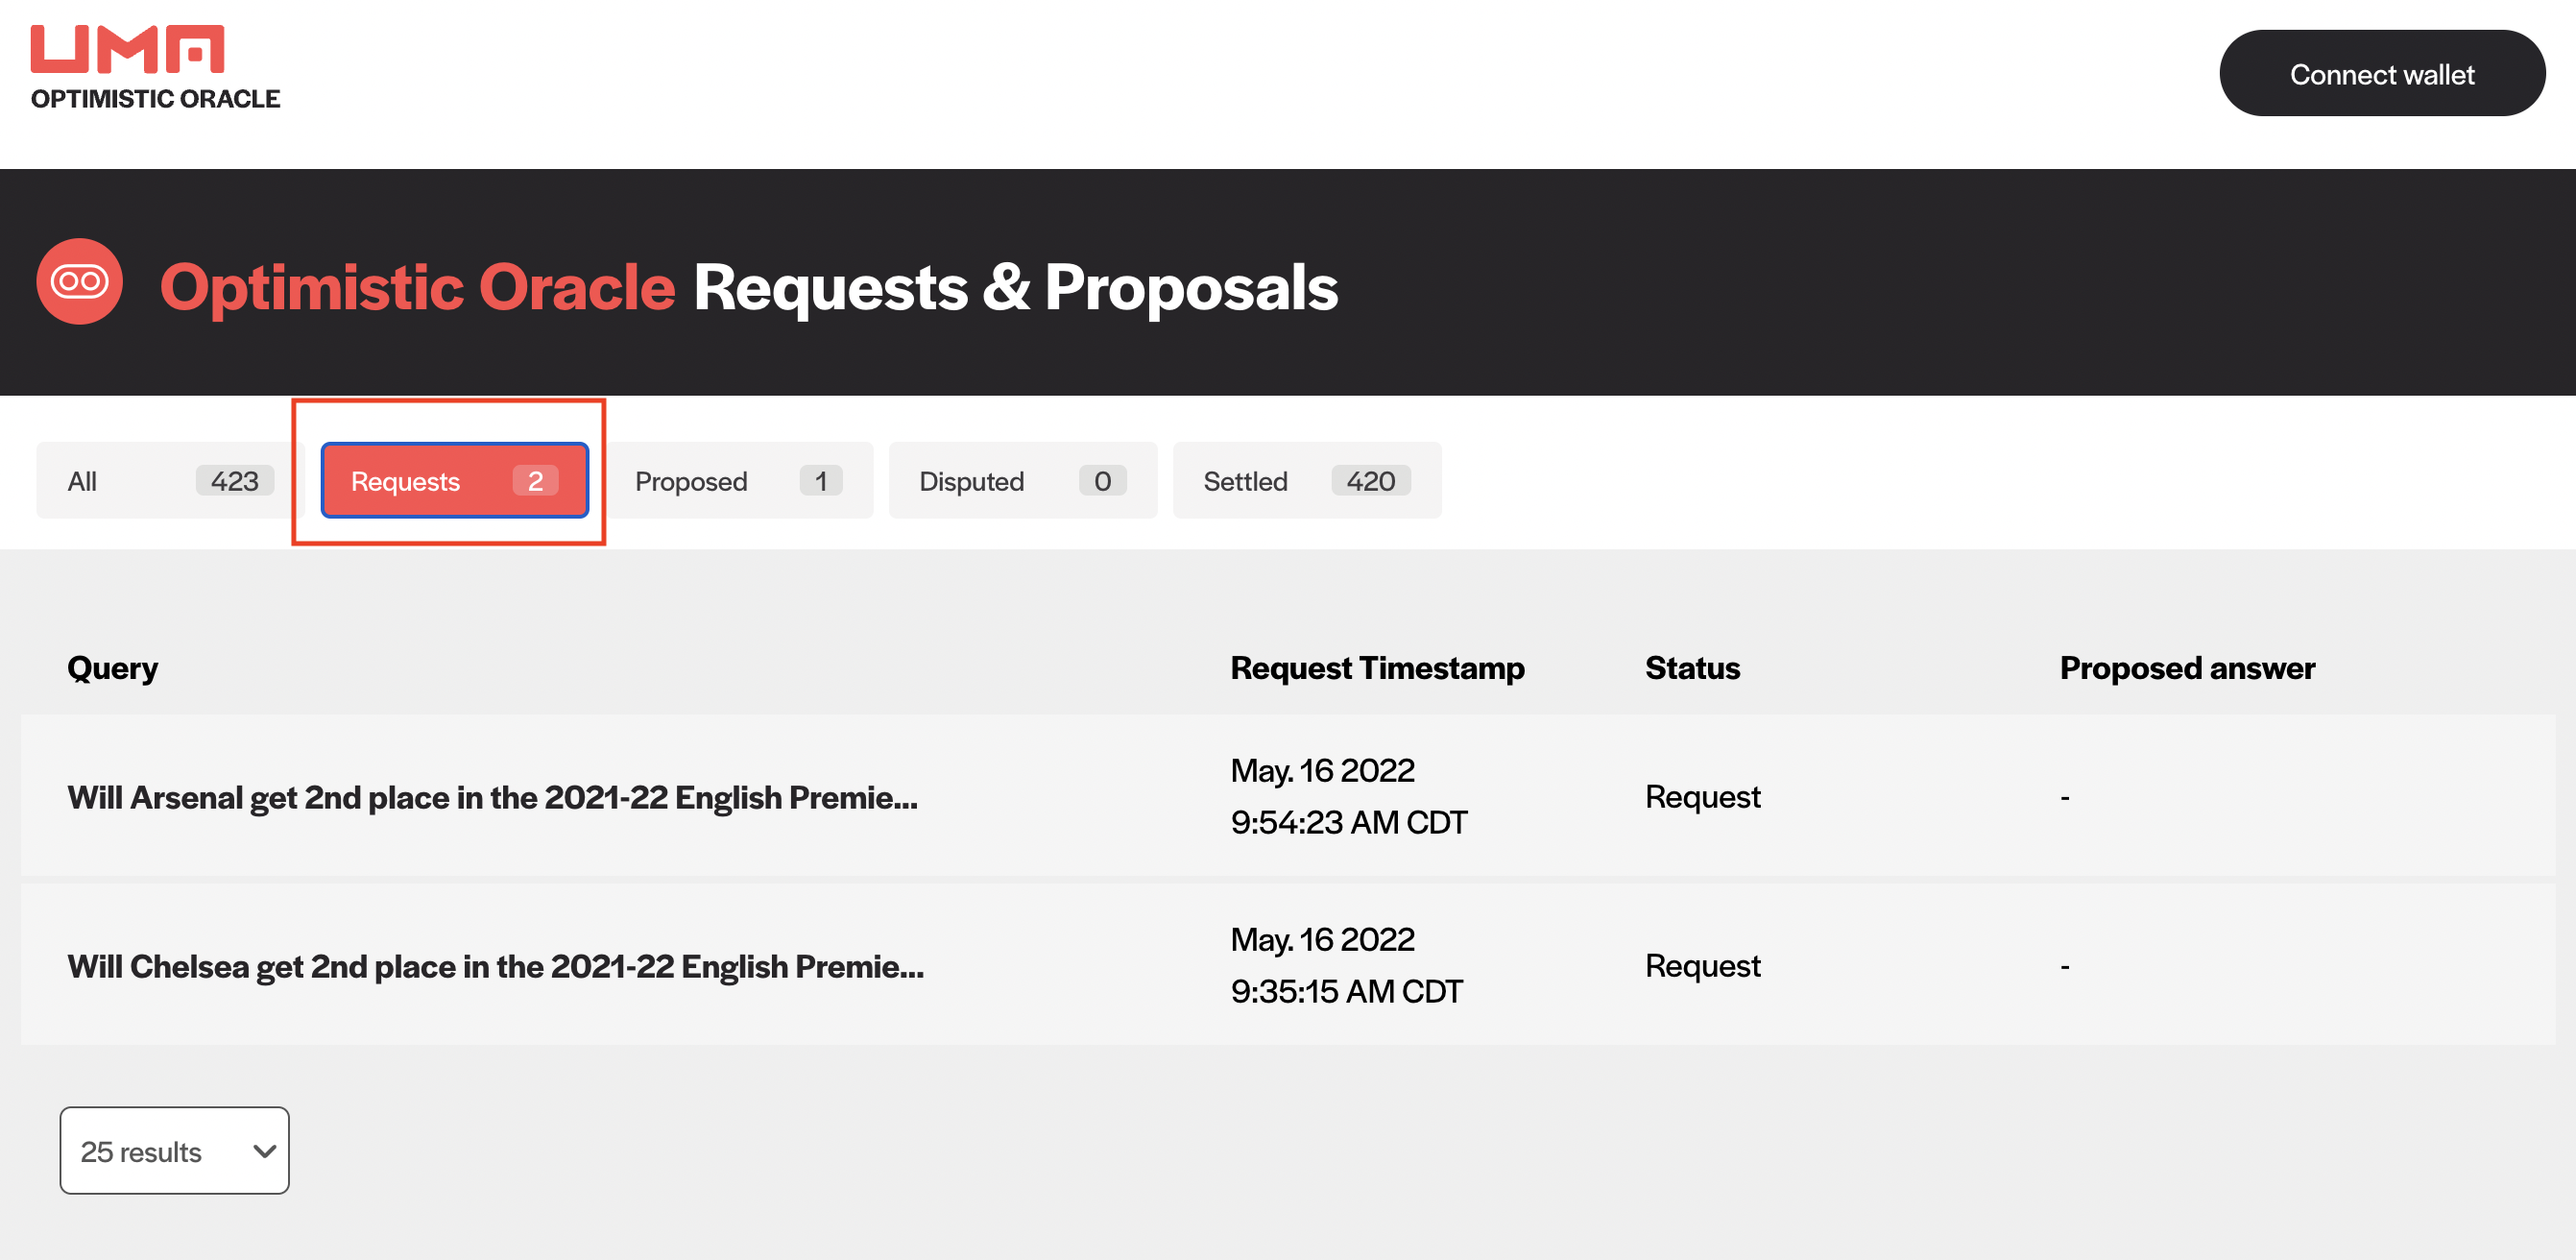 UMA
OPTIMISTIC ORACLE
Connect wallet
Optimistic Oracle Requests & Proposals
All 423 Requests 2 Proposed 1 Disputed 0 Settled 420
Query Request Timestamp Status Proposed answer
Will Arsenal get 2nd place in the 2021-22 English Premie... May. 16 2022 Request -
9:54:23 AM CDT
Will Chelsea get 2nd place in the 2021-22 English Premie... May. 16 2022 Request -
9:35:15 AM CDT
25 results